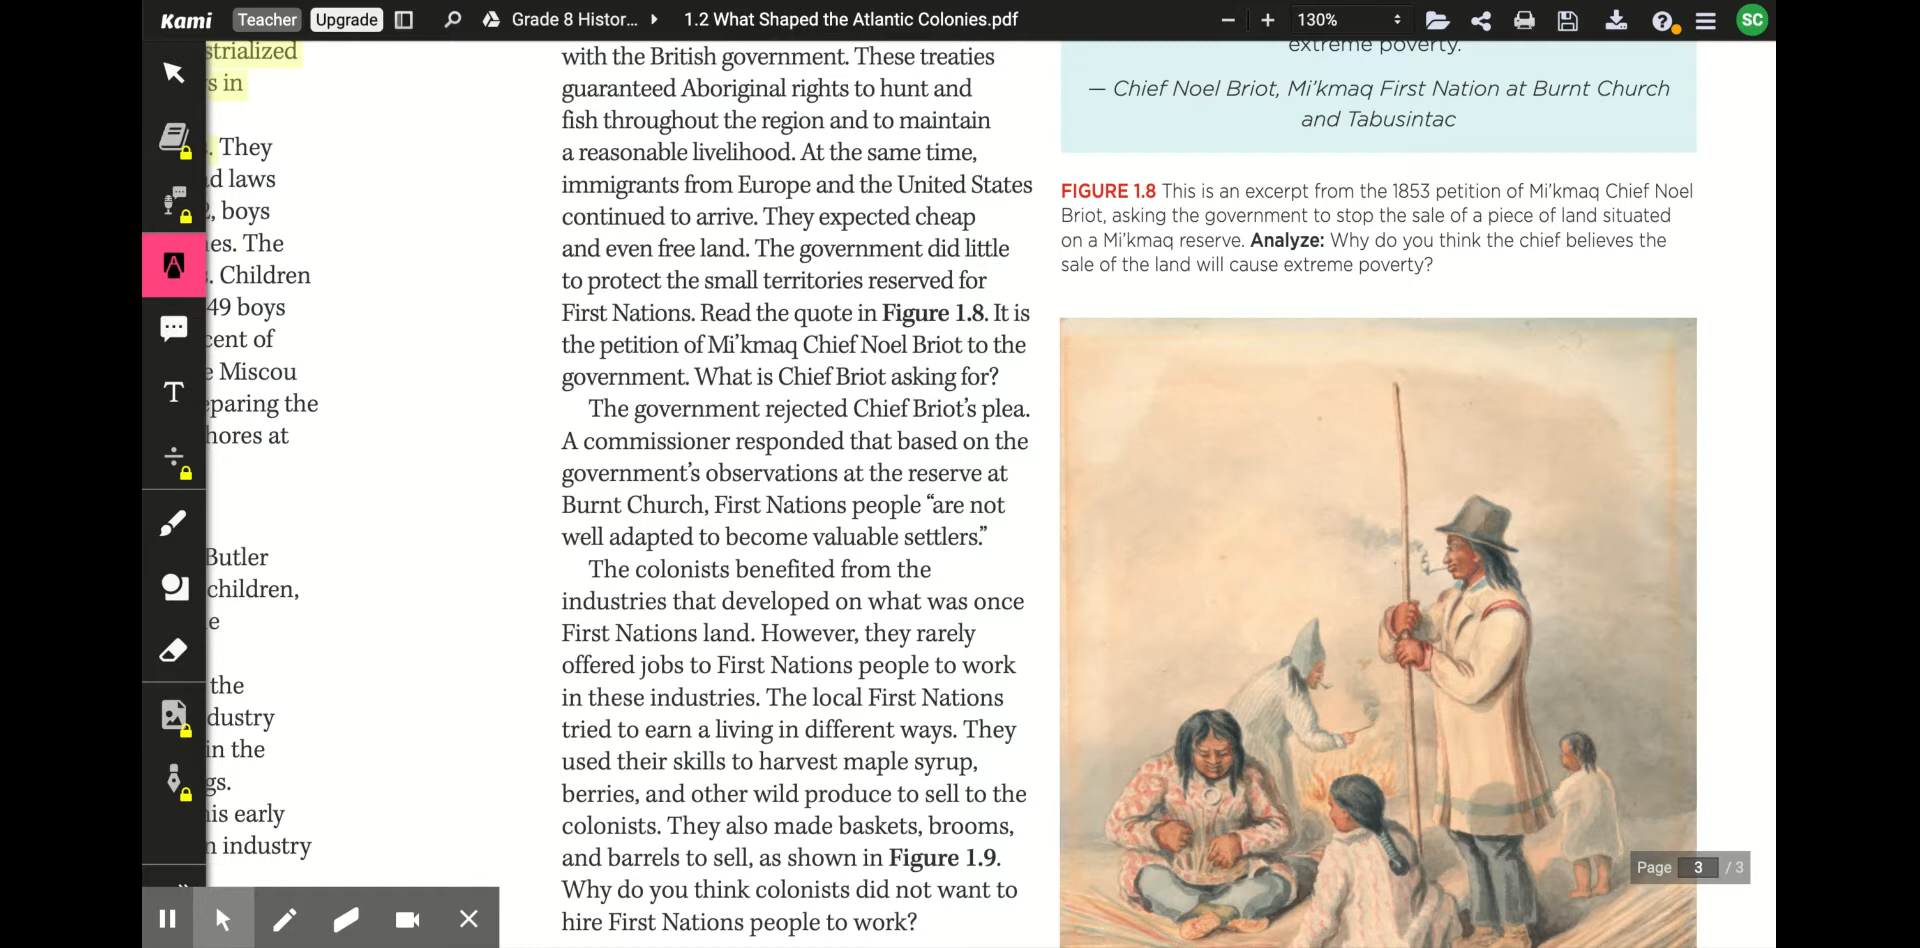 Kami
Teacher
Upgrade
Grade 8 Histor...
1.2 What Shaped the Atlantic Colonies.pdf
130%
SC
strialized
s in
. They
d laws
2, boys
ies. The
. Children
49 boys
cent of
e Miscou
eparing the
hores at
Butler
children,
e
the
dustry
in the
gs.
is early
n industry
with the British government. These treaties
guaranteed Aboriginal rights to hunt and
fish throughout the region and to maintain
a reasonable livelihood. At the same time,
immigrants from Europe and the United States
continued to arrive. They expected cheap
and even free land. The government did little
to protect the small territories reserved for
First Nations. Read the quote in Figure 1.8. It is
the petition of Mi’kmaq Chief Noel Briot to the
government. What is Chief Briot asking for?
The government rejected Chief Briot’s plea.
A commissioner responded that based on the
government’s observations at the reserve at
Burnt Church, First Nations people “are not
well adapted to become valuable settlers.”
The colonists benefited from the
industries that developed on what was once
First Nations land. However, they rarely
offered jobs to First Nations people to work
in these industries. The local First Nations
tried to earn a living in different ways. They
used their skills to harvest maple syrup,
berries, and other wild produce to sell to the
colonists. They also made baskets, brooms,
and barrels to sell, as shown in Figure 1.9.
Why do you think colonists did not want to
hire First Nations people to work?
extreme poverty.
— Chief Noel Briot, Mi’kmaq First Nation at Burnt Church
and Tabusintac
FIGURE 1.8 This is an excerpt from the 1853 petition of Mi’kmaq Chief Noel
Briot, asking the government to stop the sale of a piece of land situated
on a Mi’kmaq reserve. Analyze: Why do you think the chief believes the
sale of the land will cause extreme poverty?
Page 3 / 3